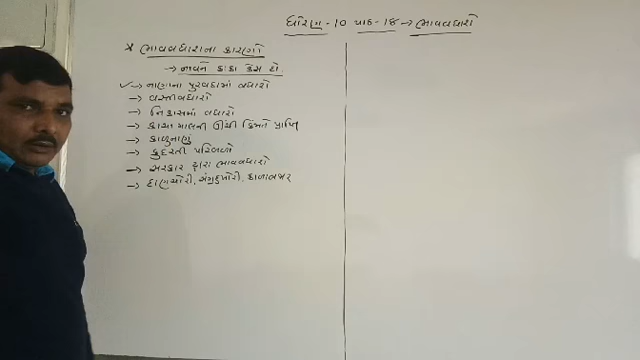 ધોરણ - 10 પાઠ - 18 → ભાવવધારો
* ભાવવધારાના કારણો
→ નાવને કાકા કેસ દો.
✓→ નાણાના પુરવઠામાં વધારો
→ વસ્તીવધારો
→ નિકાસમાં વધારો
→ કાચા માલની ઊંચી કિંમતે પ્રાપ્તિ
→ કાળુનાણું
→ કુદરતી પરિબળો
→ સરકાર દ્વારા ભાવવધારો
→ દાણચોરી, સંગ્રહખોરી, કાળાબજાર